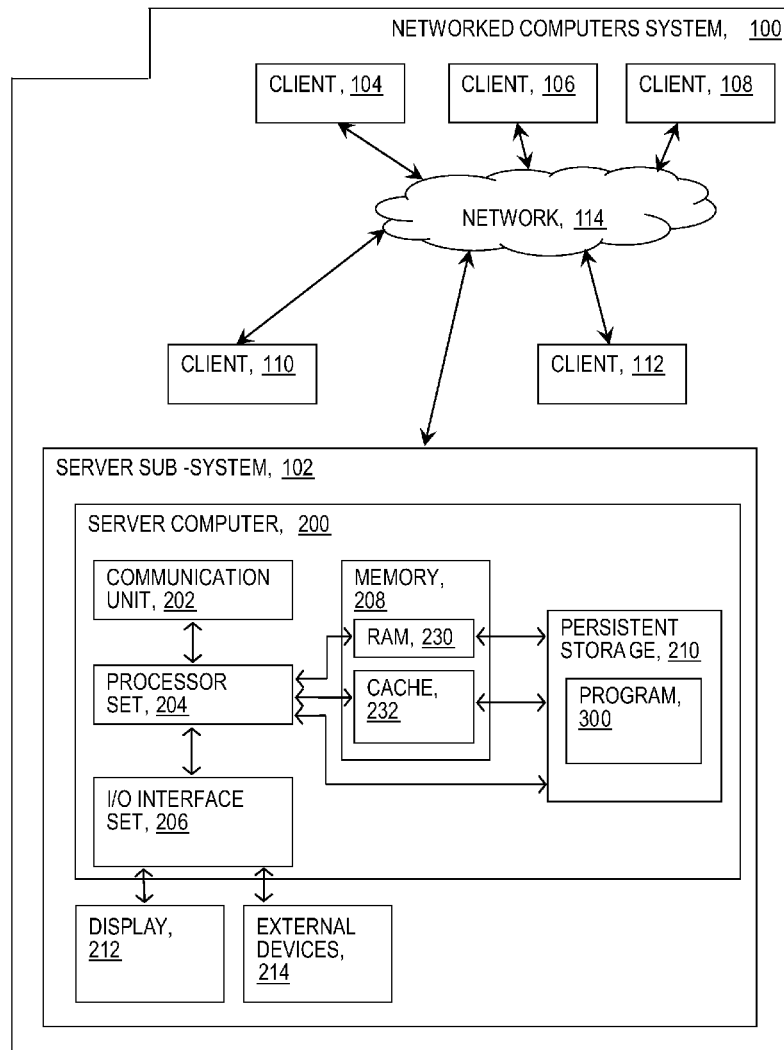 NETWORKED COMPUTERS SYSTEM, 100
CLIENT, 104
CLIENT, 106
CLIENT, 108
NETWORK, 114
CLIENT, 110
CLIENT, 112
SERVER SUB -SYSTEM, 102
SERVER COMPUTER, 200
COMMUNICATION
UNIT, 202
MEMORY,
208
RAM, 230
PERSISTENT
STORAGE, 210
PROCESSOR
SET, 204
CACHE,
232
PROGRAM,
300
I/O INTERFACE
SET, 206
DISPLAY,
212
EXTERNAL
DEVICES,
214